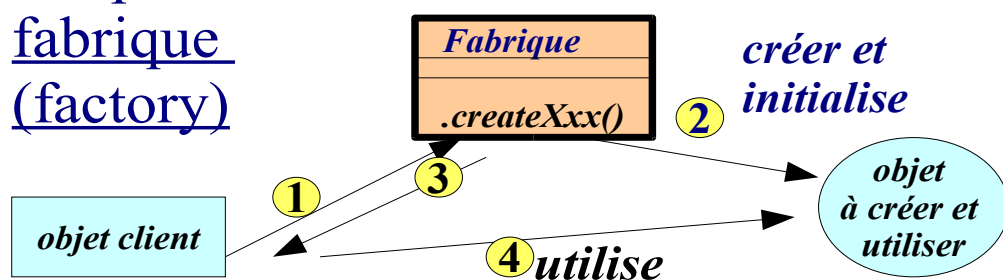 fabrique
(factory)
Fabrique
.createXxx()
créer et
initialise
2
1
3
objet client
4 utilise
objet
à créer et
utiliser